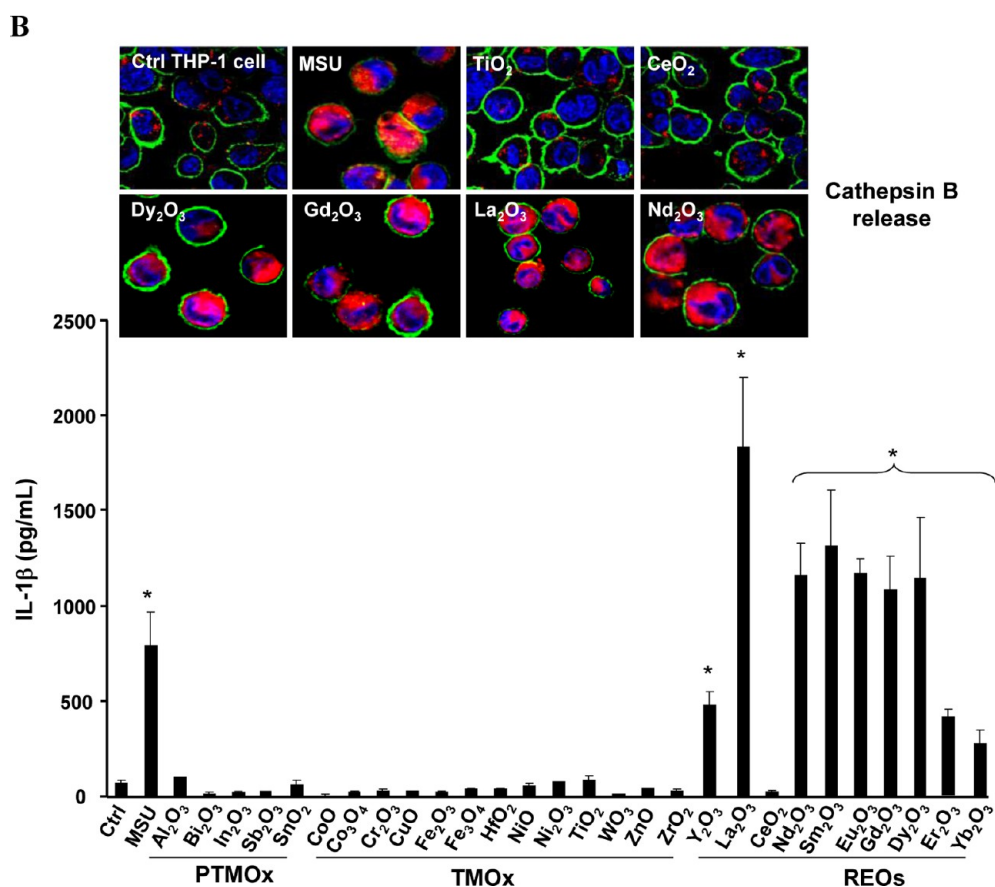 B
Ctrl THP-1 cell
MSU
TiO₂
CeO₂
Dy₂O₃
Gd₂O₃
La₂O₃
Nd₂O₃
Cathepsin B
release
IL-1β (pg/mL)
2500
2000
1500
1000
500
0
*
*
*
*
Ctrl
MSU
Al₂O₃
Bi₂O₃
In₂O₃
Sb₂O₃
SnO₂
CoO
Co₃O₄
Cr₂O₃
CuO
Fe₂O₃
Fe₃O₄
HfO₂
NiO
Ni₂O₃
TiO₂
WO₃
ZnO
ZrO₂
Y₂O₃
La₂O₃
CeO₂
Nd₂O₃
Sm₂O₃
Eu₂O₃
Gd₂O₃
Dy₂O₃
Er₂O₃
Yb₂O₃
PTMOx
TMOx
REOs